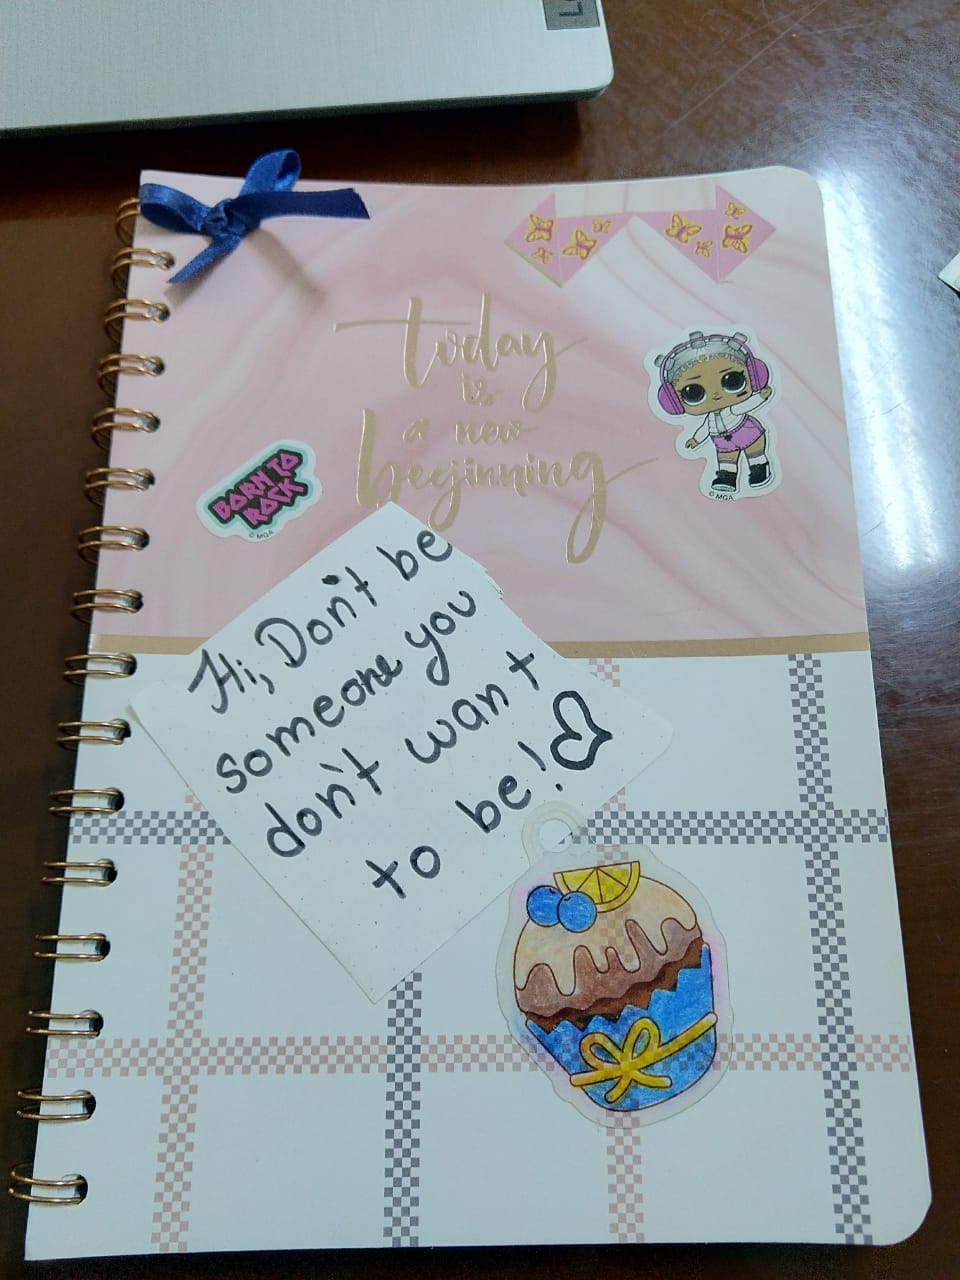 today
is
a new
beginning
BORN TO
ROCK
© MGA
© MGA
Hi, Don't be
someone you
don't want
to be!